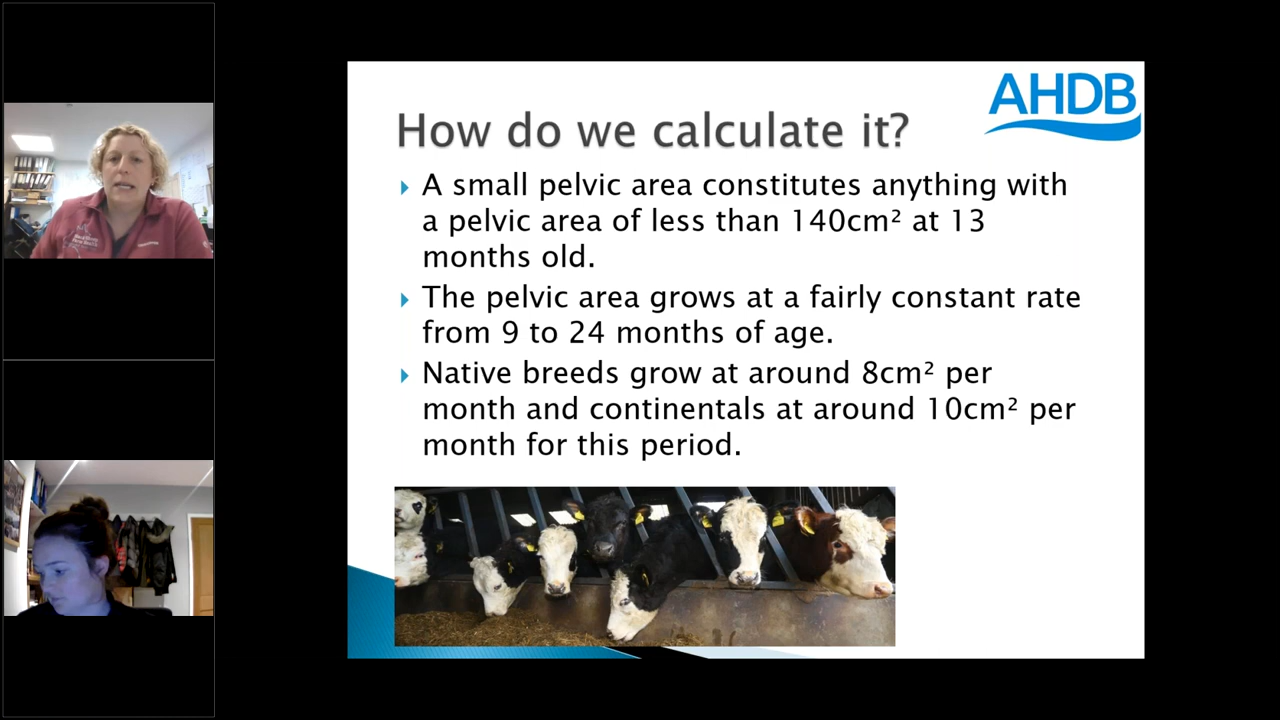 AHDB
How do we calculate it?
A small pelvic area constitutes anything with
a pelvic area of less than 140cm² at 13
months old.
The pelvic area grows at a fairly constant rate
from 9 to 24 months of age.
Native breeds grow at around 8cm² per
month and continentals at around 10cm² per
month for this period.